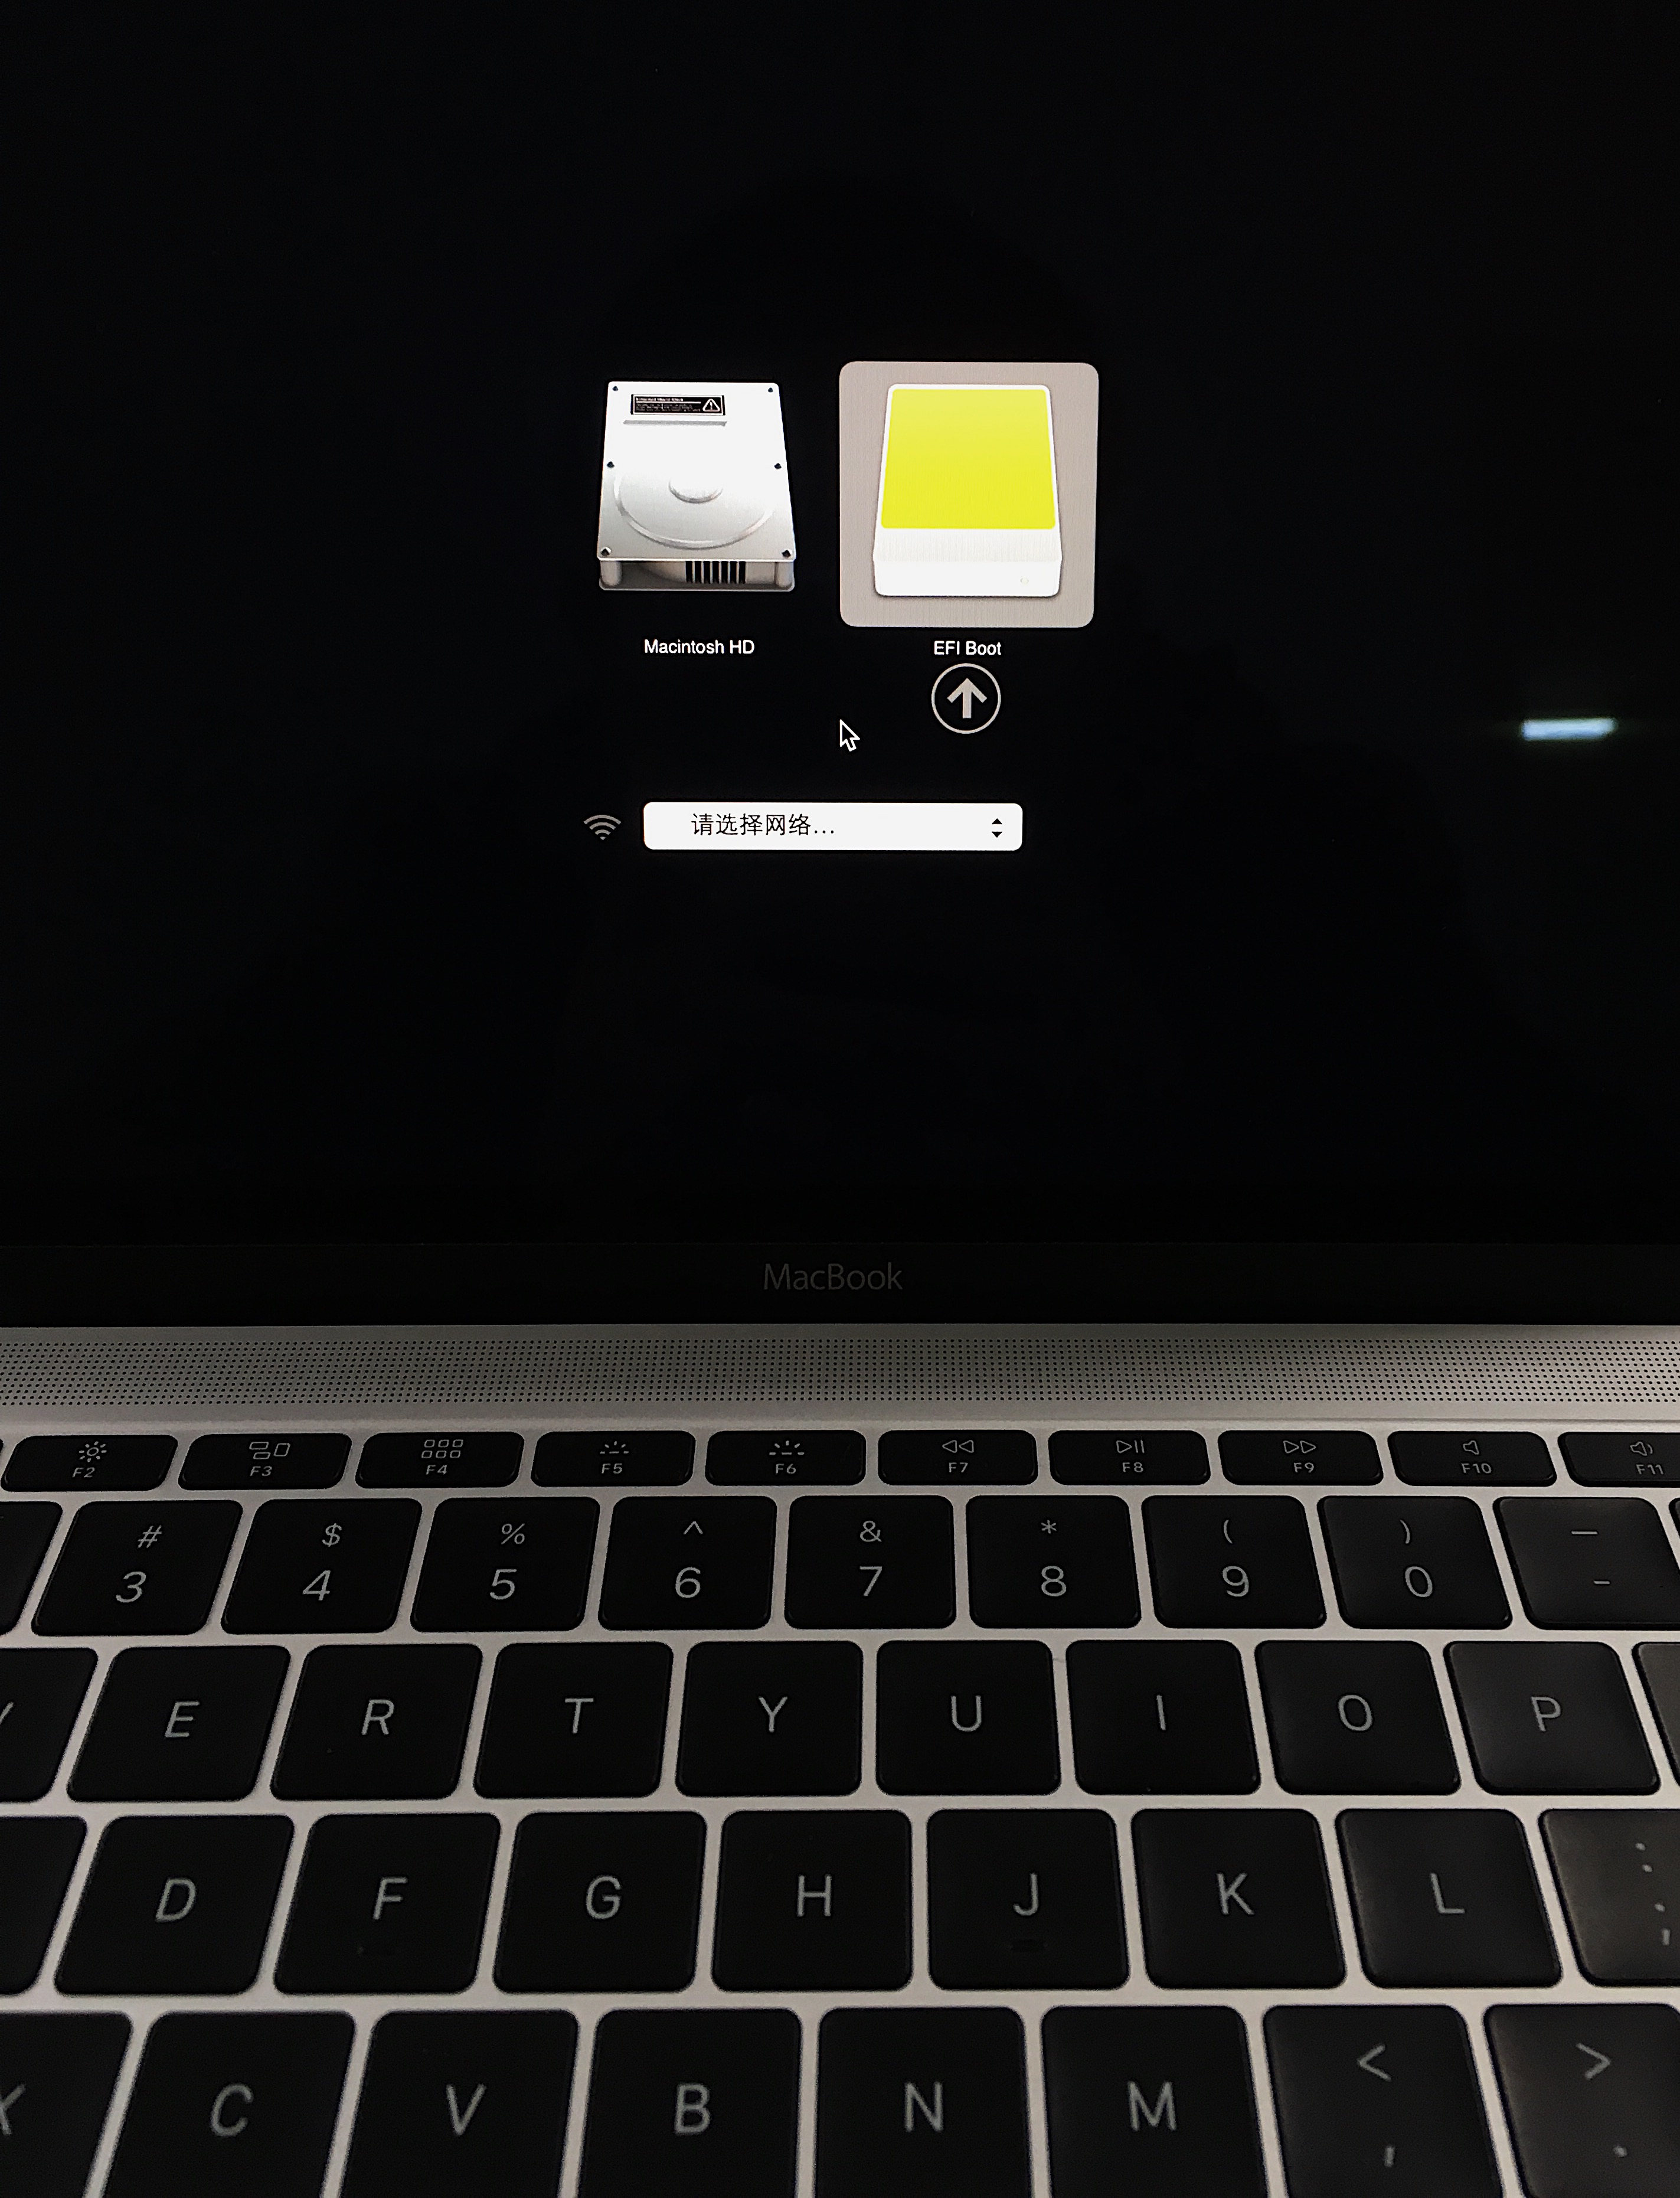 Macintosh HD
EFI Boot
请选择网络...
MacBook
F2 F3 F4 F5 F6 F7 F8 F9 F10 F11
# $ % ^ & * ( ) —
3 4 5 6 7 8 9 0 -
E R T Y U I O P
D F G H J K L :
;
X C V B N M < >
, .